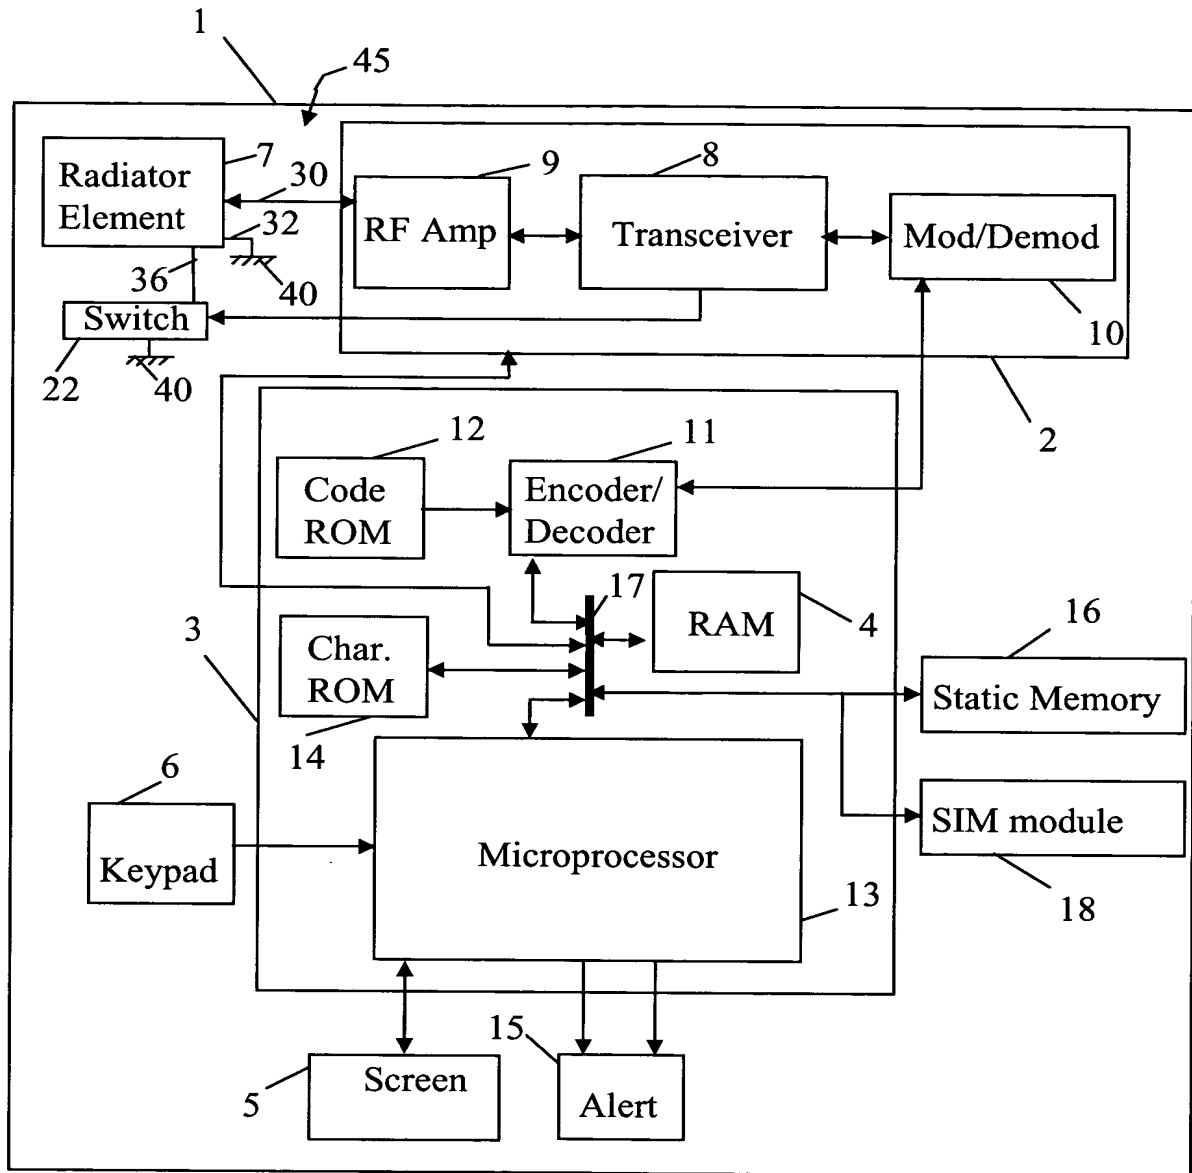 1
45
7
Radiator
Element
30
32
36
40
9
RF Amp
8
Transceiver
Mod/Demod
10
Switch
22
40
2
12
Code
ROM
11
Encoder/
Decoder
17
RAM
4
3
Char.
ROM
14
16
Static Memory
6
Keypad
Microprocessor
13
SIM module
18
5
Screen
15
Alert